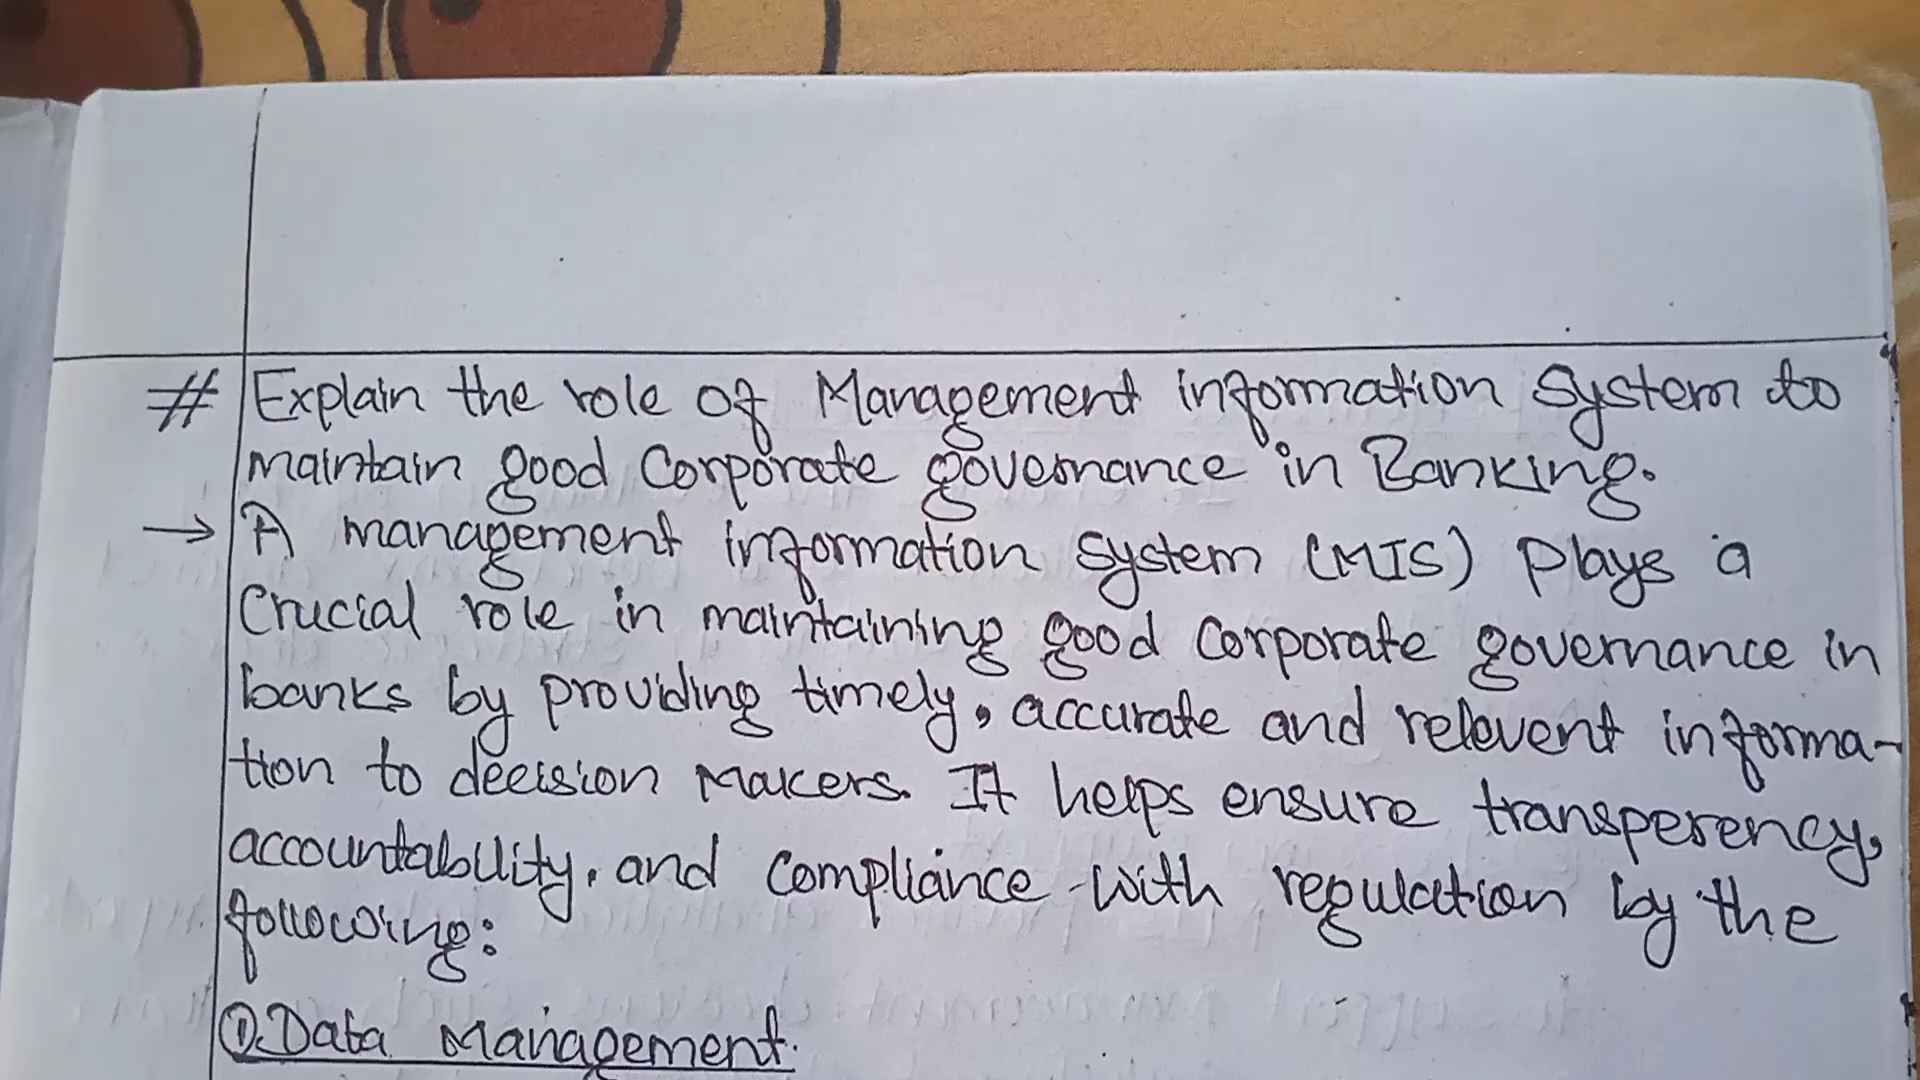 # Explain the role of Management information System to
maintain good Corporate governance in Banking.
→ A management information system (MIS) plays a
Crucial role in maintaining good corporate governance in
banks by providing timely, accurate and relevent informa-
tion to decision makers. It helps ensure transperency,
accountability, and compliance with regulation by the
following:
①. Data Management.